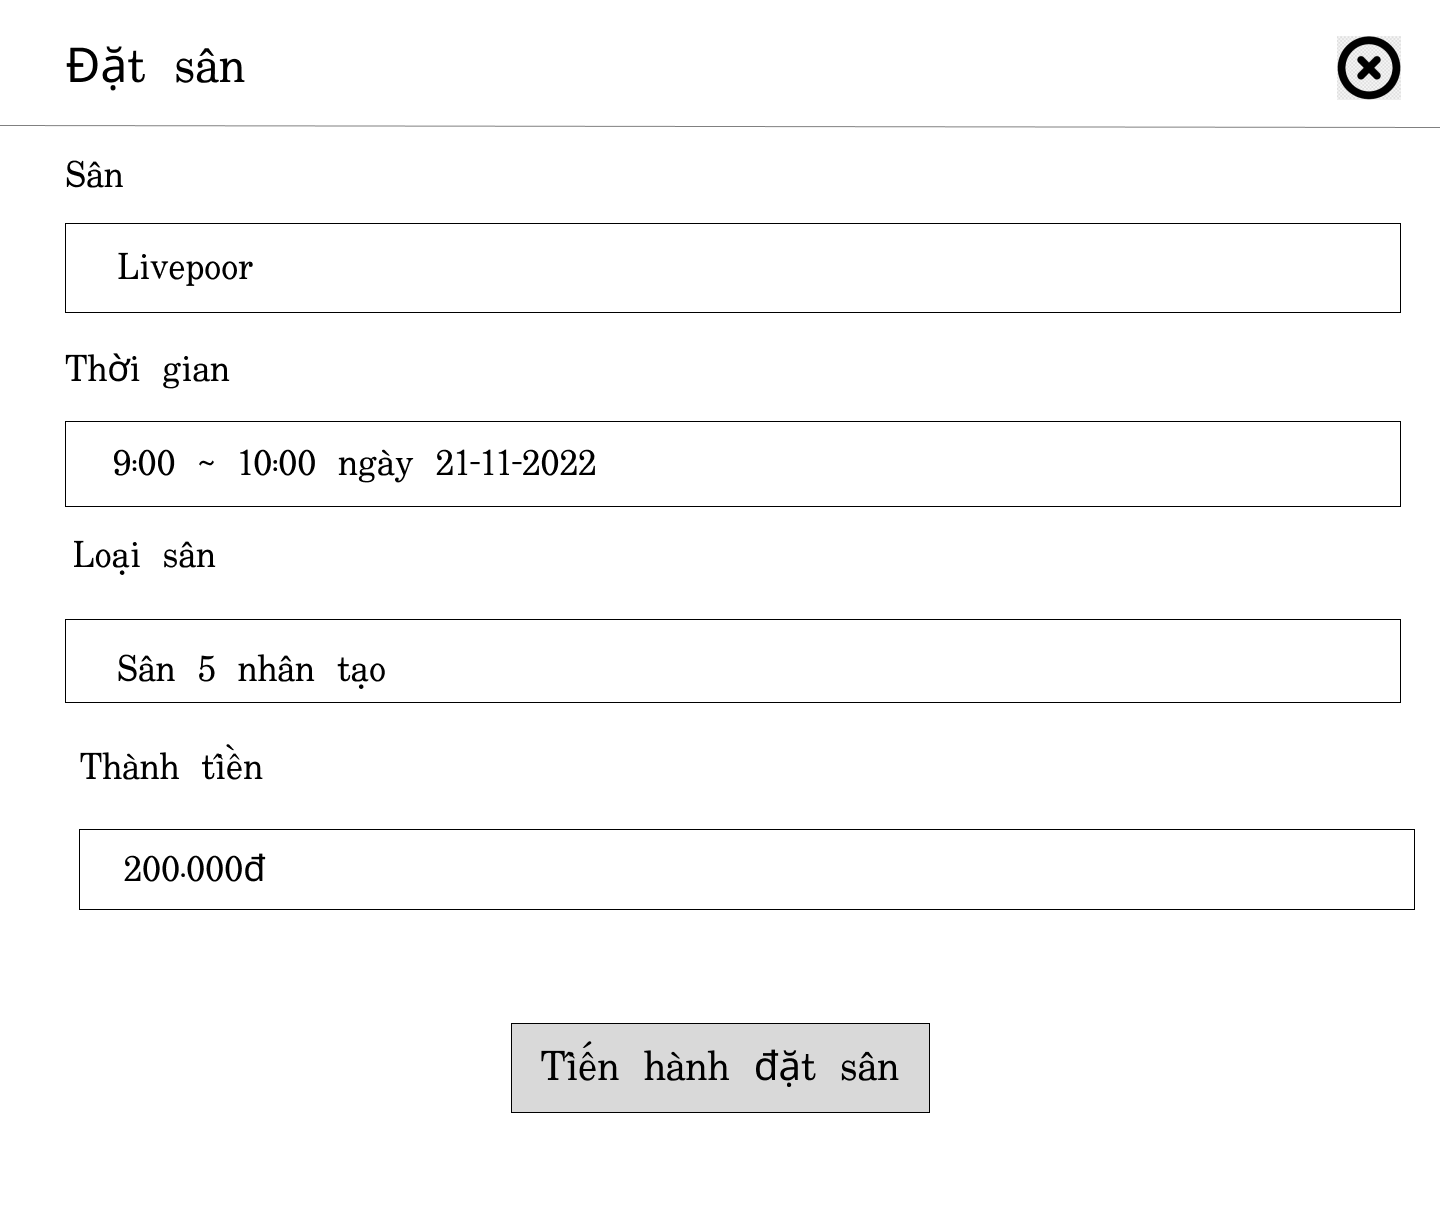 Đặt sân
Sân
Livepoor
Thời gian
9:00 ~ 10:00 ngày 21-11-2022
Loại sân
Sân 5 nhân tạo
Thành tiền
200.000đ
Tiến hành đặt sân